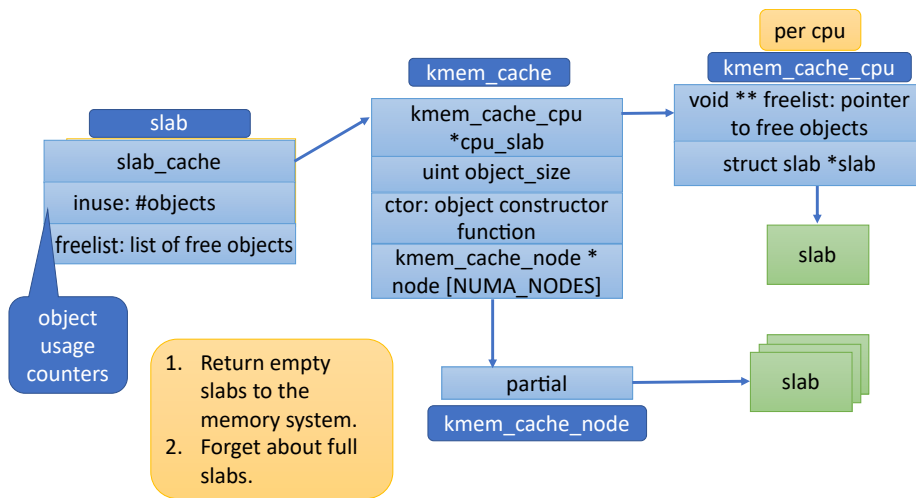 per cpu
kmem_cache
kmem_cache_cpu
slab
kmem_cache_cpu
*cpu_slab
void ** freelist: pointer
to free objects
slab_cache
uint object_size
struct slab *slab
inuse: #objects
ctor: object constructor
function
freelist: list of free objects
kmem_cache_node *
node [NUMA_NODES]
slab
object
usage
counters
1. Return empty
slabs to the
memory system.
2. Forget about full
slabs.
partial
slab
kmem_cache_node